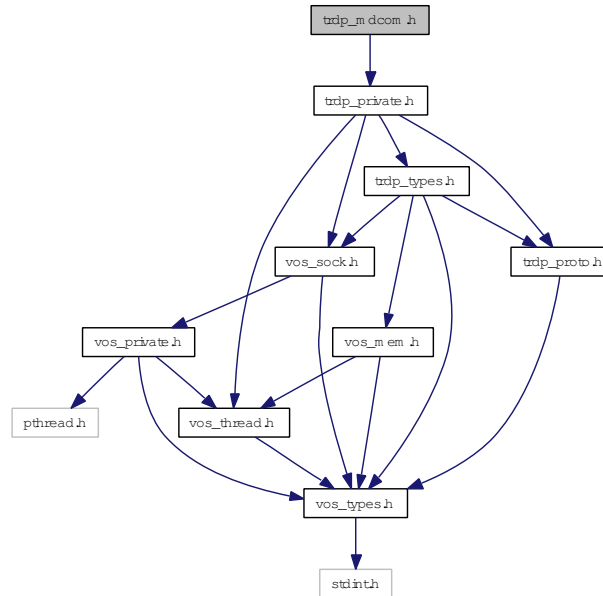 trdp_mdcom.h
trdp_private.h
trdp_types.h
vos_sock.h
trdp_proto.h
vos_private.h
vos_mem.h
pthread.h
vos_thread.h
vos_types.h
stdint.h